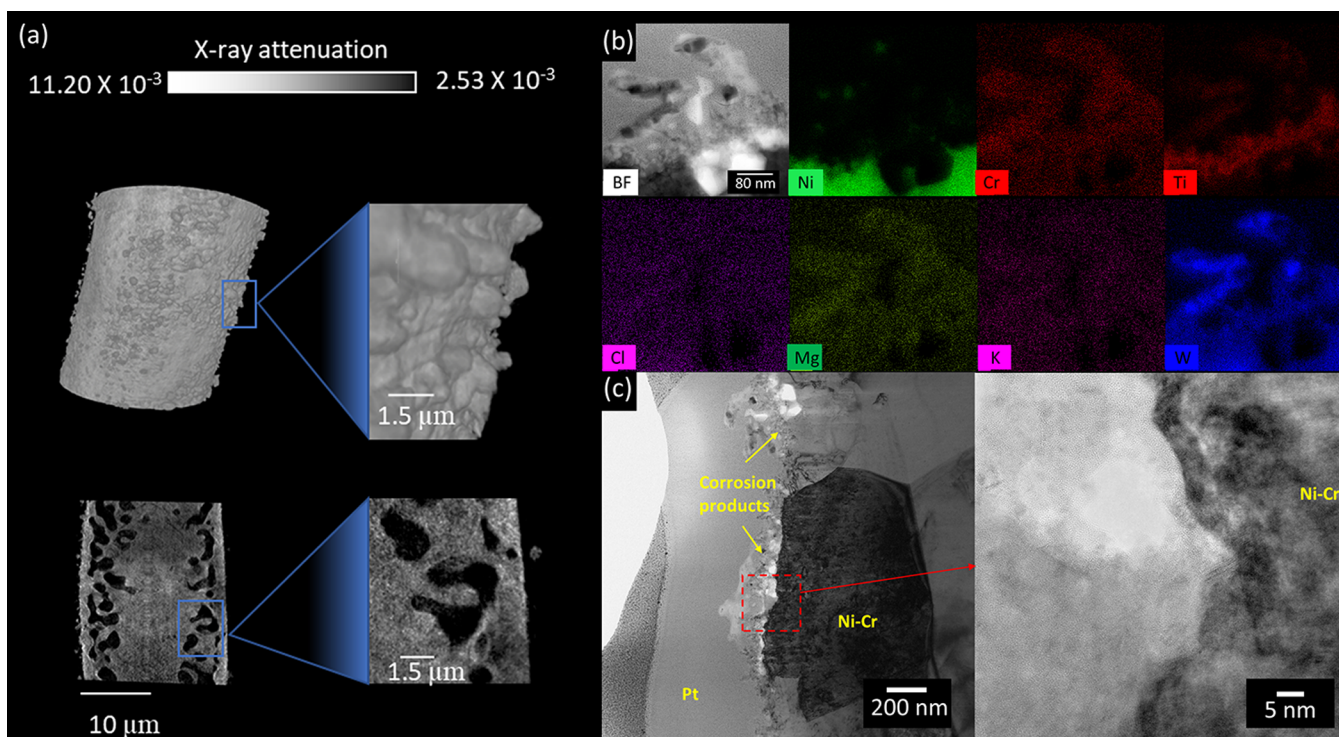 (a)
X-ray attenuation
11.20 X 10⁻³
2.53 X 10⁻³
1.5 μm
1.5 μm
10 μm
(b)
BF
80 nm
Ni
Cr
Ti
Cl
Mg
K
W
(c)
Corrosion
products
Ni-Cr
Pt
200 nm
Ni-Cr
5 nm